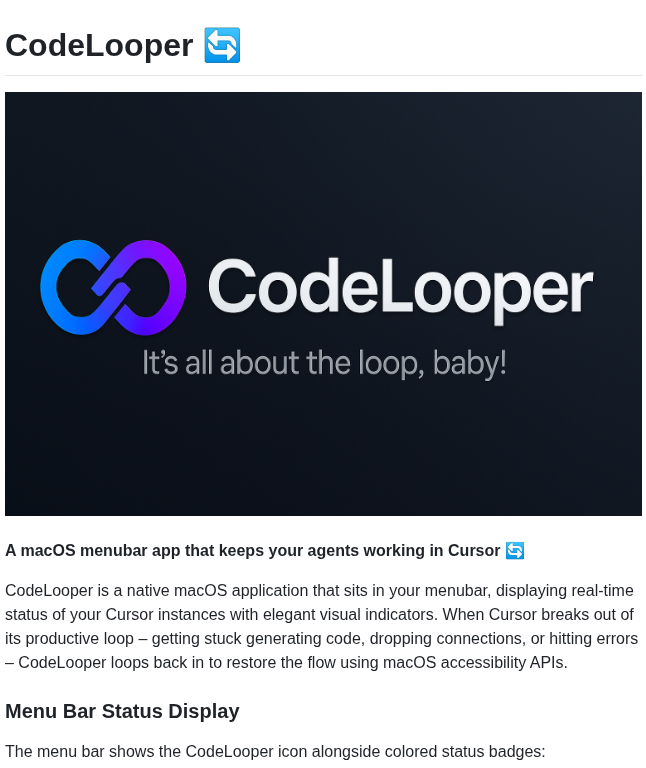 CodeLooper 🔄
CodeLooper
It's all about the loop, baby!
A macOS menubar app that keeps your agents working in Cursor 🔄
CodeLooper is a native macOS application that sits in your menubar, displaying real-time
status of your Cursor instances with elegant visual indicators. When Cursor breaks out of
its productive loop – getting stuck generating code, dropping connections, or hitting errors
– CodeLooper loops back in to restore the flow using macOS accessibility APIs.
Menu Bar Status Display
The menu bar shows the CodeLooper icon alongside colored status badges: